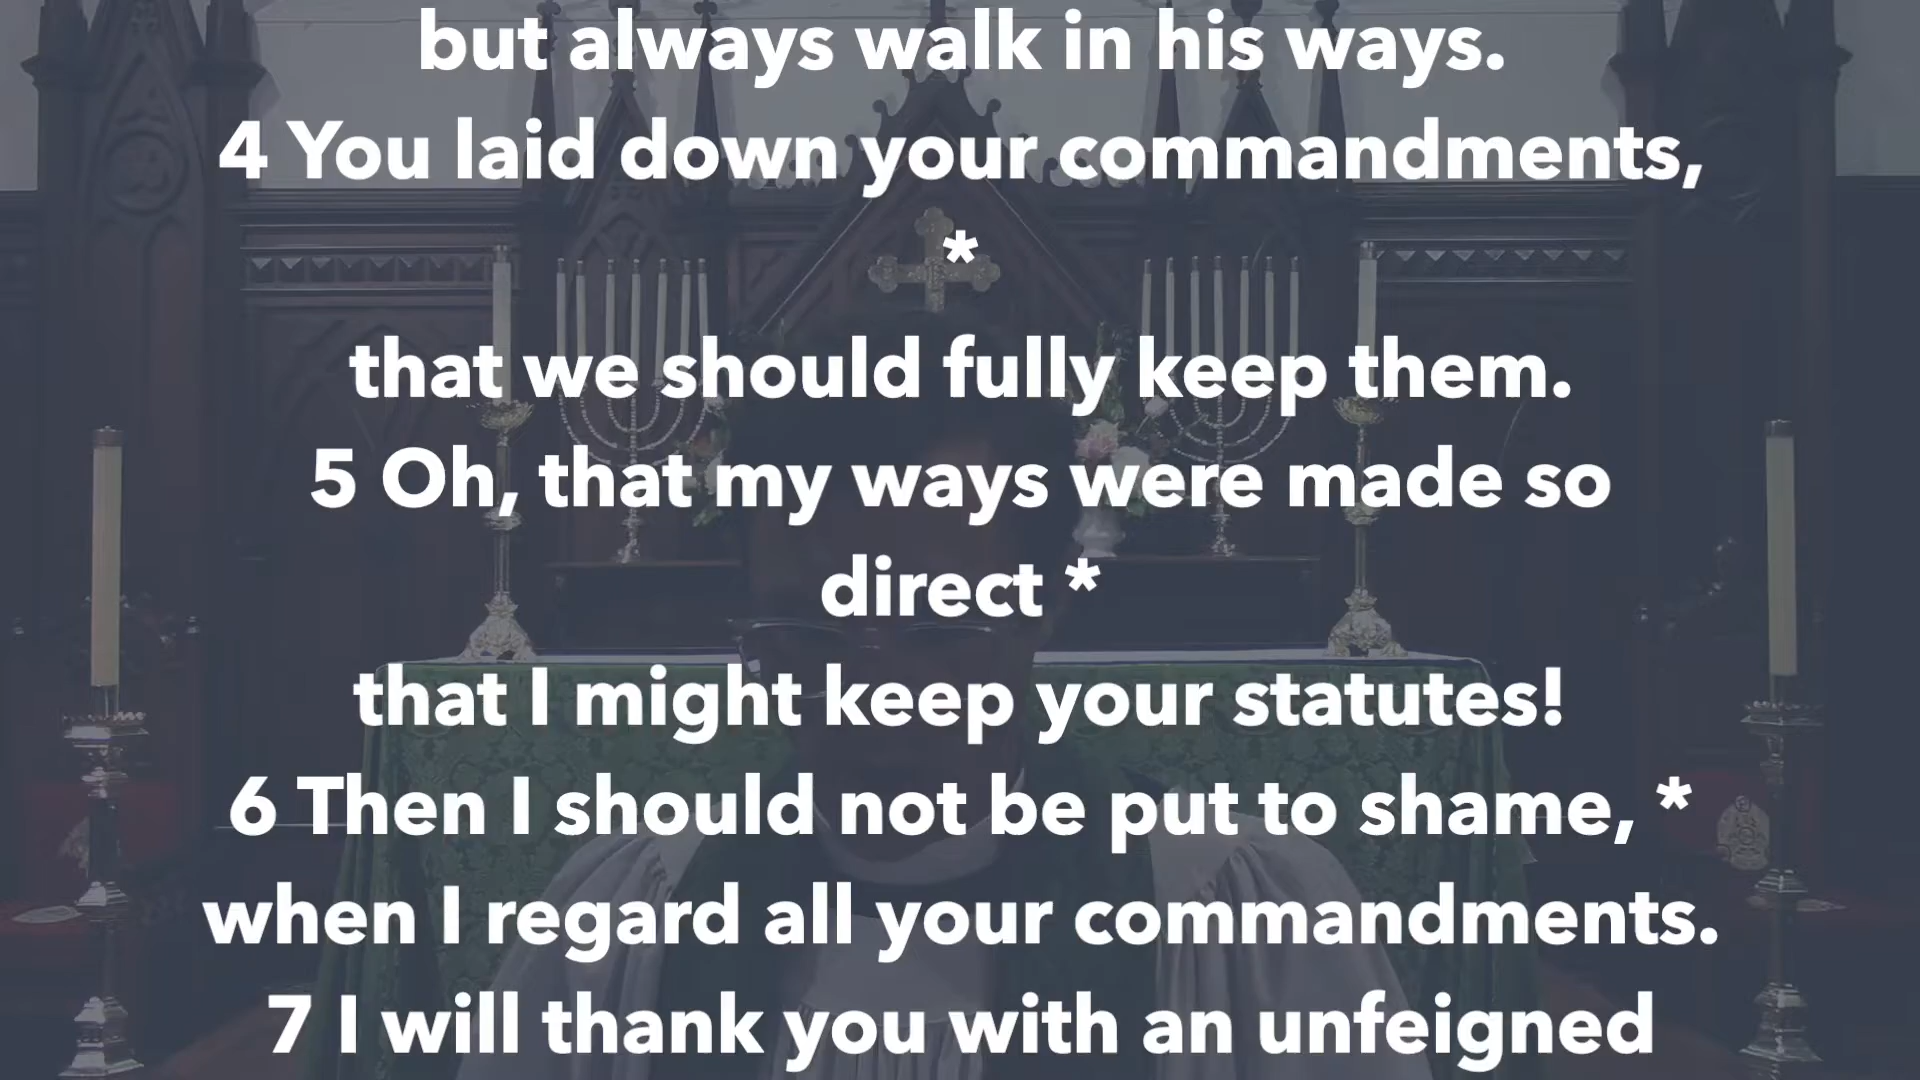 but always walk in his ways.
4 You laid down your commandments,
*
that we should fully keep them.
5 Oh, that my ways were made so
direct *
that I might keep your statutes!
6 Then I should not be put to shame, *
when I regard all your commandments.
7 I will thank you with an unfeigned